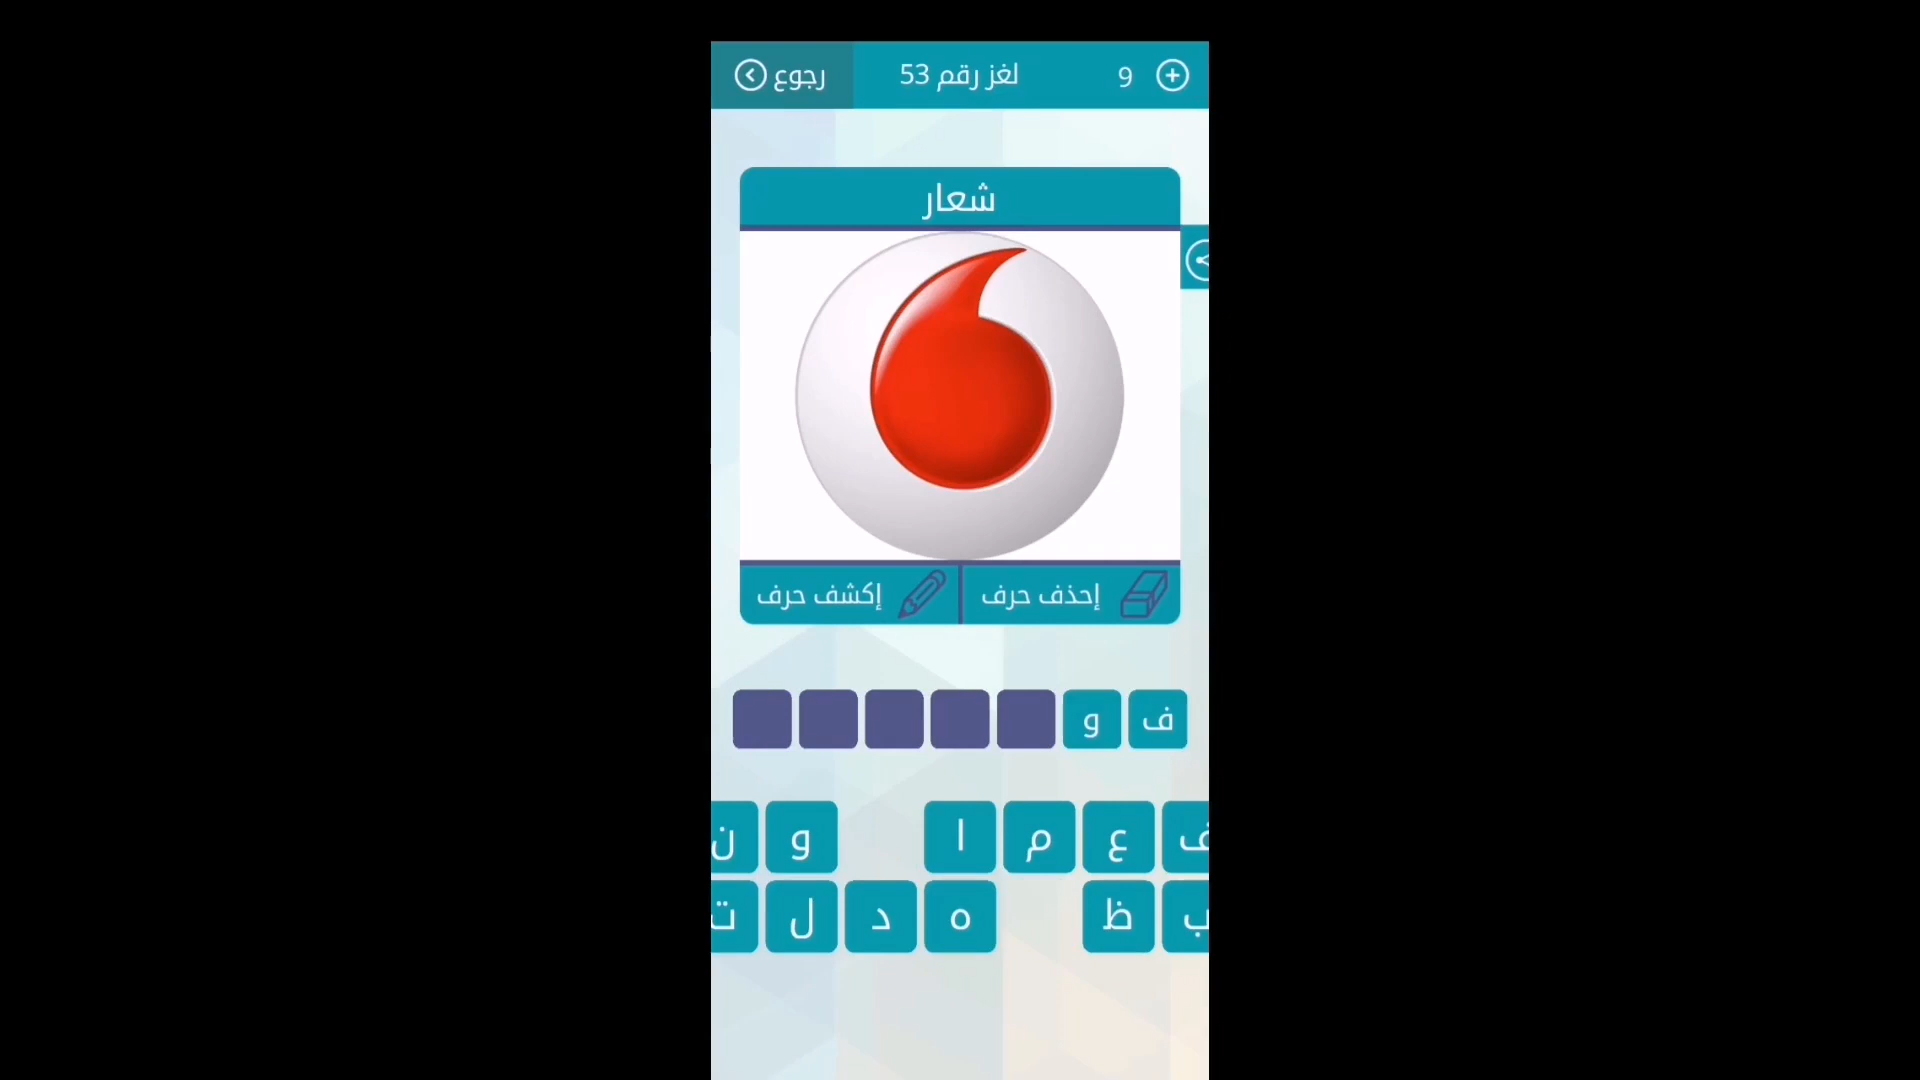 رجوع لغز رقم 53 9
شعار
إحذف حرف إكشف حرف
ف و
ف ع م ا و ن
ب ظ ه د ل ت